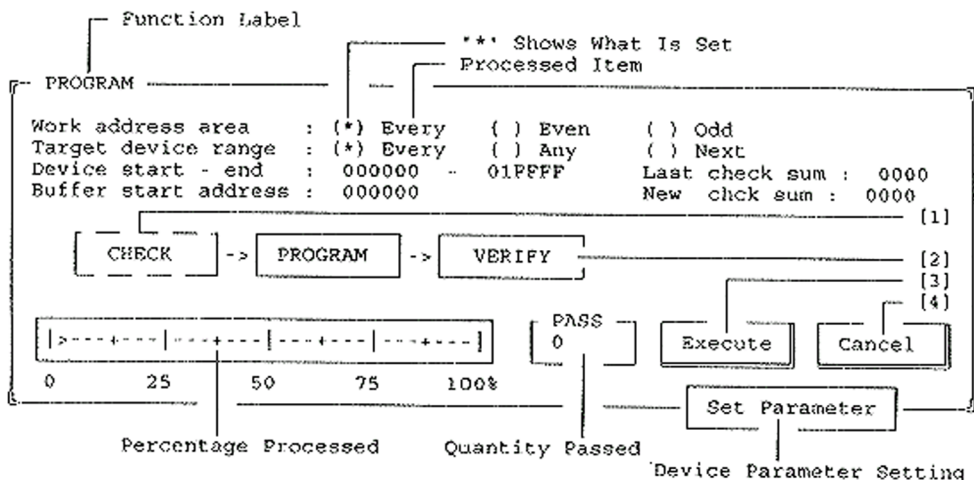 Function Label
'*' Shows What Is Set
Processed Item
PROGRAM
Work address area : (*) Every ( ) Even ( ) Odd
Target device range : (*) Every ( ) Any ( ) Next
Device start - end : 000000 - 01FFFF Last check sum : 0000
Buffer start address : 000000 New chck sum : 0000
[1]
CHECK -> PROGRAM -> VERIFY
[2]
[3]
[4]
PASS
|>---+---|---+---|---+---|---+---| 0 Execute Cancel
0 25 50 75 100%
Set Parameter
Percentage Processed Quantity Passed
Device Parameter Setting